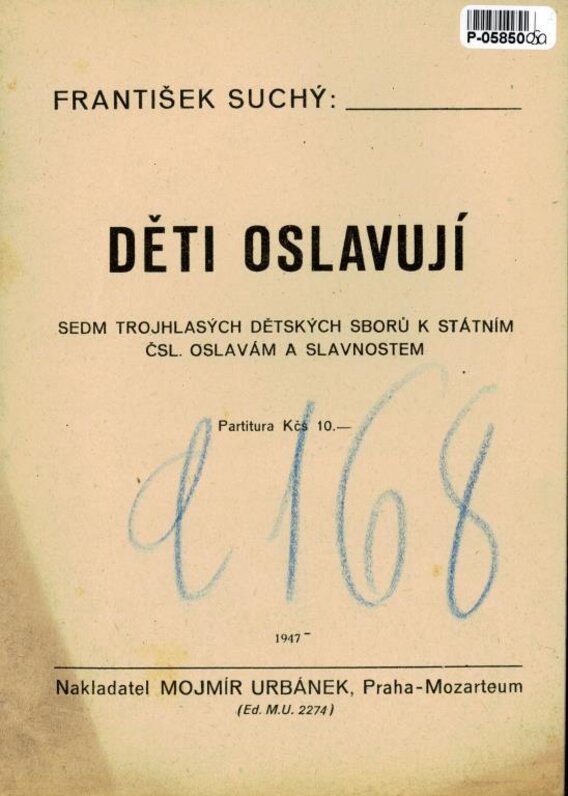 P-05850
FRANTIŠEK SUCHÝ:
DĚTI OSLAVUJÍ
SEDM TROJHLASÝCH DĚTSKÝCH SBORŮ K STÁTNÍM
ČSL. OSLAVÁM A SLAVNOSTEM
Partitura Kčs 10.—
d 168
1947
Nakladatel MOJMÍR URBÁNEK, Praha-Mozarteum
(Ed. M.U. 2274)